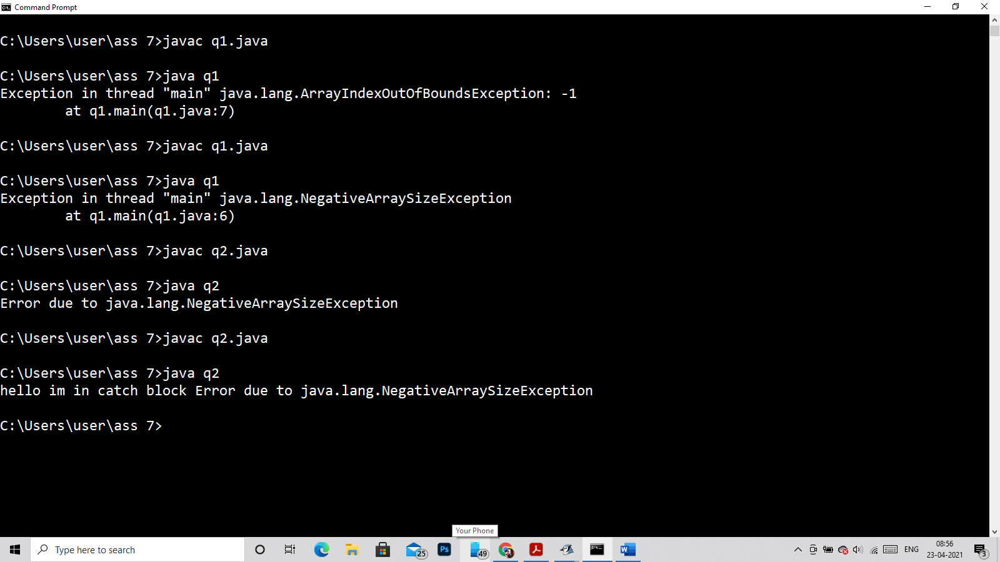 Command Prompt
C:\Users\user\ass 7>javac q1.java
C:\Users\user\ass 7>java q1
Exception in thread "main" java.lang.ArrayIndexOutOfBoundsException: -1
        at q1.main(q1.java:7)
C:\Users\user\ass 7>javac q1.java
C:\Users\user\ass 7>java q1
Exception in thread "main" java.lang.NegativeArraySizeException
        at q1.main(q1.java:6)
C:\Users\user\ass 7>javac q2.java
C:\Users\user\ass 7>java q2
Error due to java.lang.NegativeArraySizeException
C:\Users\user\ass 7>javac q2.java
C:\Users\user\ass 7>java q2
hello im in catch block Error due to java.lang.NegativeArraySizeException
C:\Users\user\ass 7>
Your Phone
Type here to search
25
Ps
49
ENG
08:56
23-04-2021
3